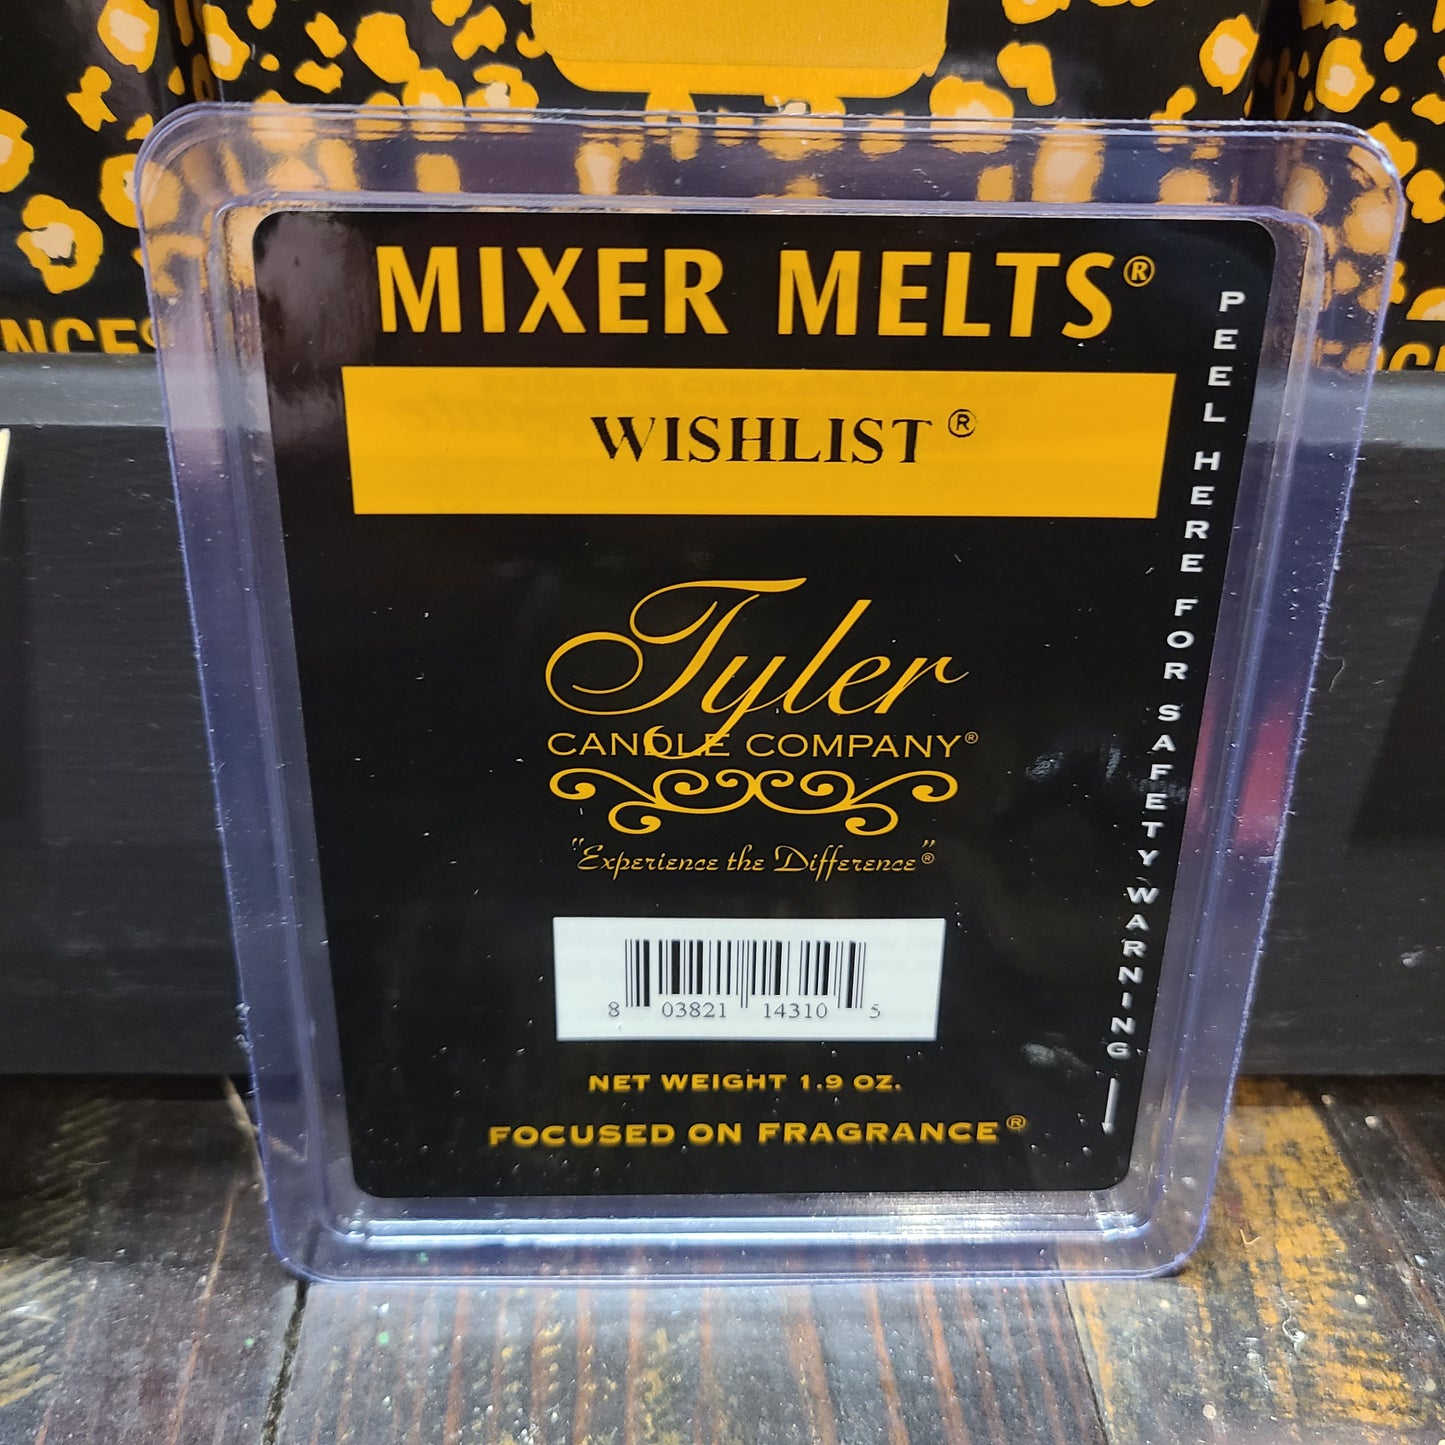 MIXER MELTS®
WISHLIST®
Tyler
CANDLE COMPANY®
"Experience the Difference"®
8 03821 14310 5
NET WEIGHT 1.9 OZ.
FOCUSED ON FRAGRANCE®
PEEL HERE FOR SAFETY WARNING